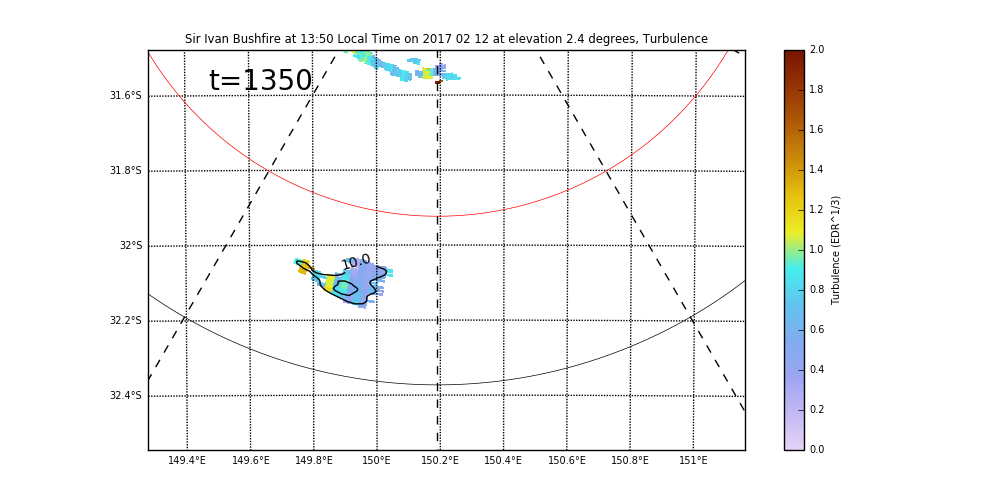 Sir Ivan Bushfire at 13:50 Local Time on 2017 02 12 at elevation 2.4 degrees, Turbulence
t=1350
31.6°S
31.8°S
32°S
32.2°S
32.4°S
10.0
149.4°E 149.6°E 149.8°E 150°E 150.2°E 150.4°E 150.6°E 150.8°E 151°E
2.0
1.8
1.6
1.4
1.2
1.0
0.8
0.6
0.4
0.2
0.0
Turbulence (EDR^1/3)